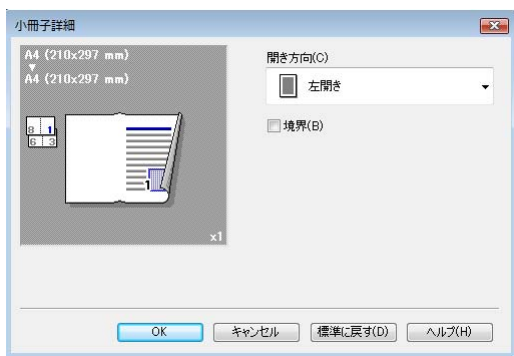 小冊子詳細
A4 (210x297 mm)
A4 (210x297 mm)
開き方向(C)
左開き
境界(B)
8 1
6 3
1
x1
OK
キャンセル
標準に戻す(D)
ヘルプ(H)